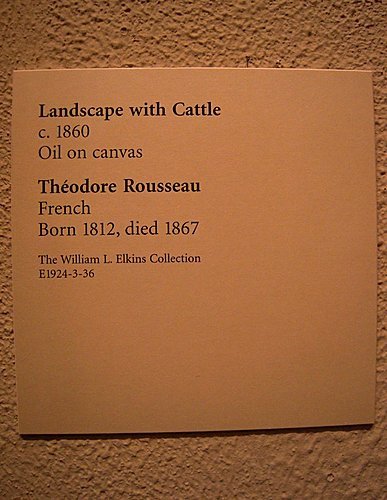 Landscape with Cattle
c. 1860
Oil on canvas
Théodore Rousseau
French
Born 1812, died 1867
The William L. Elkins Collection
E1924-3-36